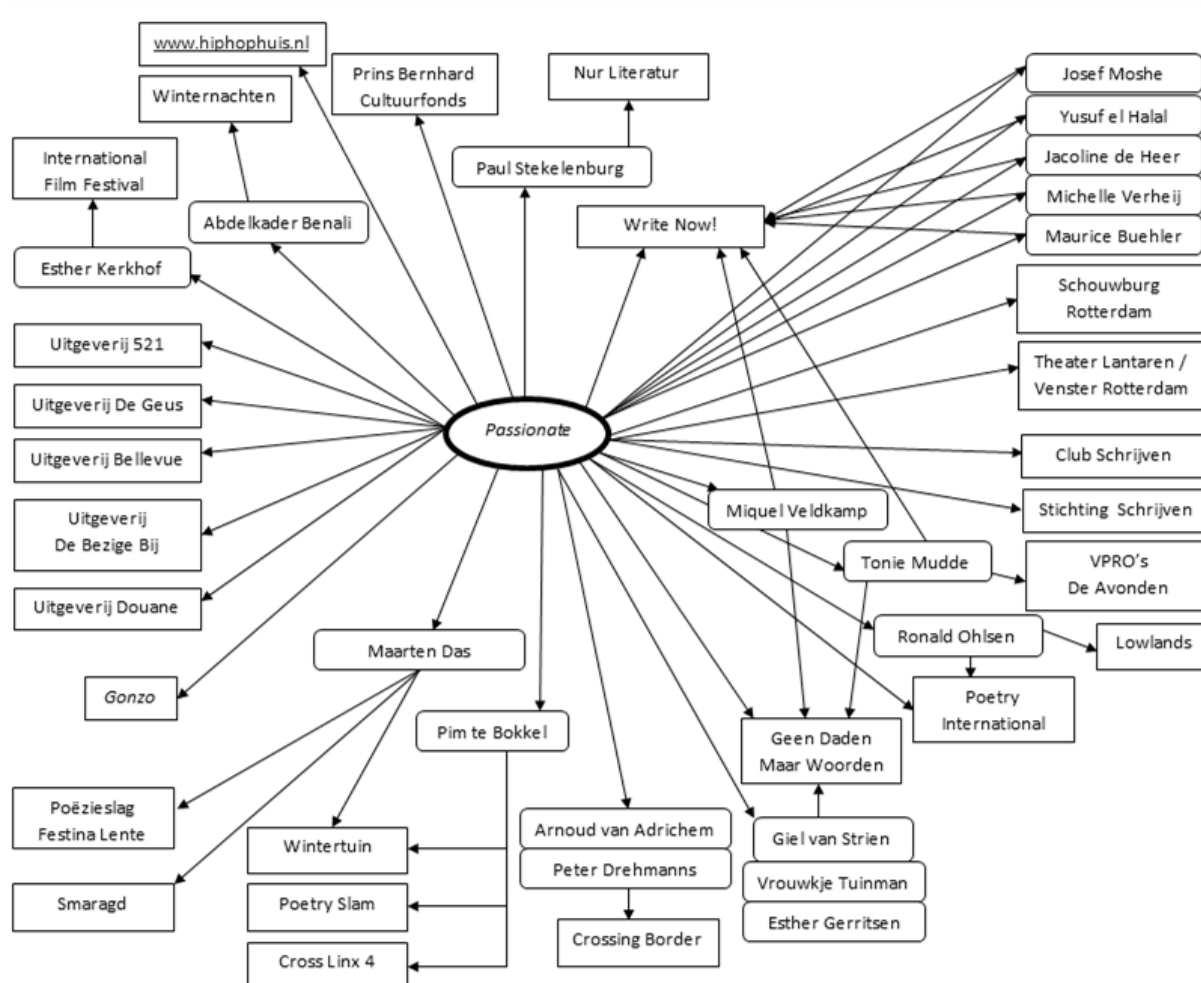 www.hiphophuis.nl
Prins Bernhard
Cultuurfonds
Nur Literatur
Josef Moshe
Winternachten
Yusuf el Halal
International
Film Festival
Paul Stekelenburg
Jacoline de Heer
Michelle Verheij
Abdelkader Benali
Write Now!
Maurice Buehler
Esther Kerkhof
Schouwburg
Rotterdam
Uitgeverij 521
Theater Lantaren /
Venster Rotterdam
Uitgeverij De Geus
Passionate
Uitgeverij Bellevue
Club Schrijven
Miquel Veldkamp
Stichting Schrijven
Uitgeverij
De Bezige Bij
Tonie Mudde
VPRO's
De Avonden
Uitgeverij Douane
Ronald Ohlsen
Lowlands
Maarten Das
Gonzo
Poetry
International
Pim te Bokkel
Geen Daden
Maar Woorden
Poëzieslag
Festina Lente
Wintertuin
Arnoud van Adrichem
Giel van Strien
Peter Drehmanns
Vrouwkje Tuinman
Smaragd
Poetry Slam
Esther Gerritsen
Crossing Border
Cross Linx 4